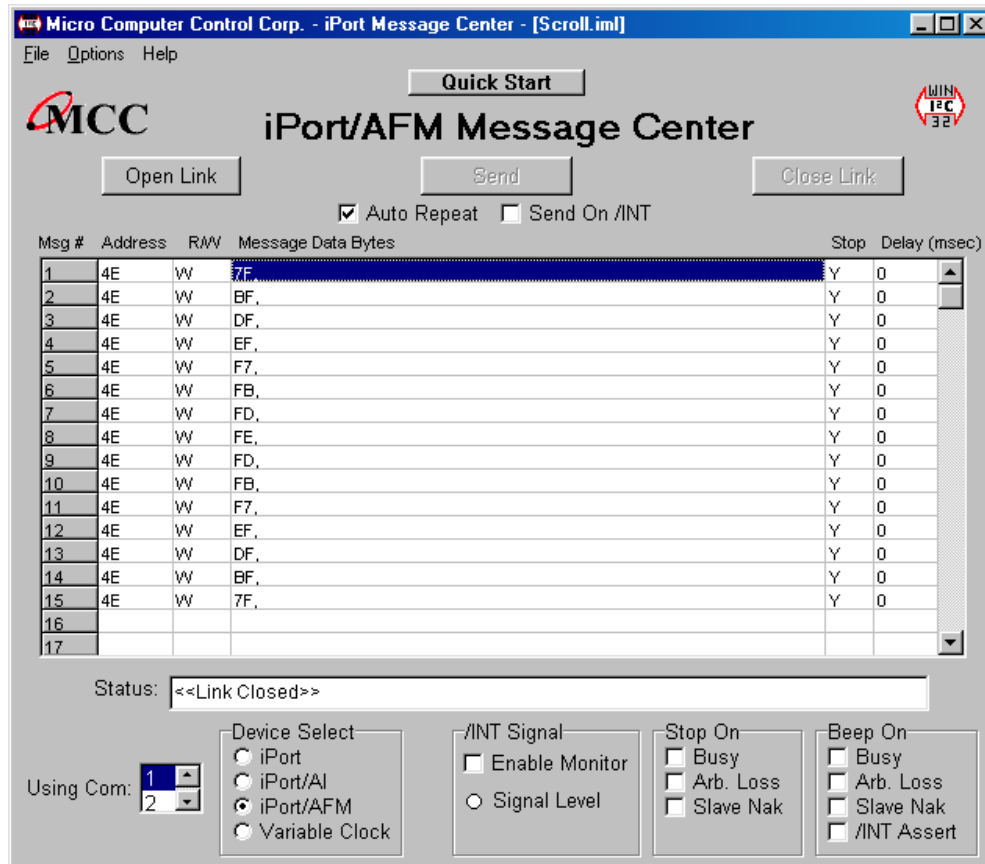 Micro Computer Control Corp. - iPort Message Center - [Scroll.iml]
File Options Help
Quick Start
MCC
WIN
I²C
32
iPort/AFM Message Center
Open Link Send Close Link
Auto Repeat Send On /INT
Msg # Address R/W Message Data Bytes Stop Delay (msec)
1 4E W 7F, Y 0
2 4E W BF, Y 0
3 4E W DF, Y 0
4 4E W EF, Y 0
5 4E W F7, Y 0
6 4E W FB, Y 0
7 4E W FD, Y 0
8 4E W FE, Y 0
9 4E W FD, Y 0
10 4E W FB, Y 0
11 4E W F7, Y 0
12 4E W EF, Y 0
13 4E W DF, Y 0
14 4E W BF, Y 0
15 4E W 7F, Y 0
16
17
Status: <<Link Closed>>
Using Com: 1
2
Device Select
iPort
iPort/AI
iPort/AFM
Variable Clock
/INT Signal
Enable Monitor
Signal Level
Stop On
Busy
Arb. Loss
Slave Nak
Beep On
Busy
Arb. Loss
Slave Nak
/INT Assert